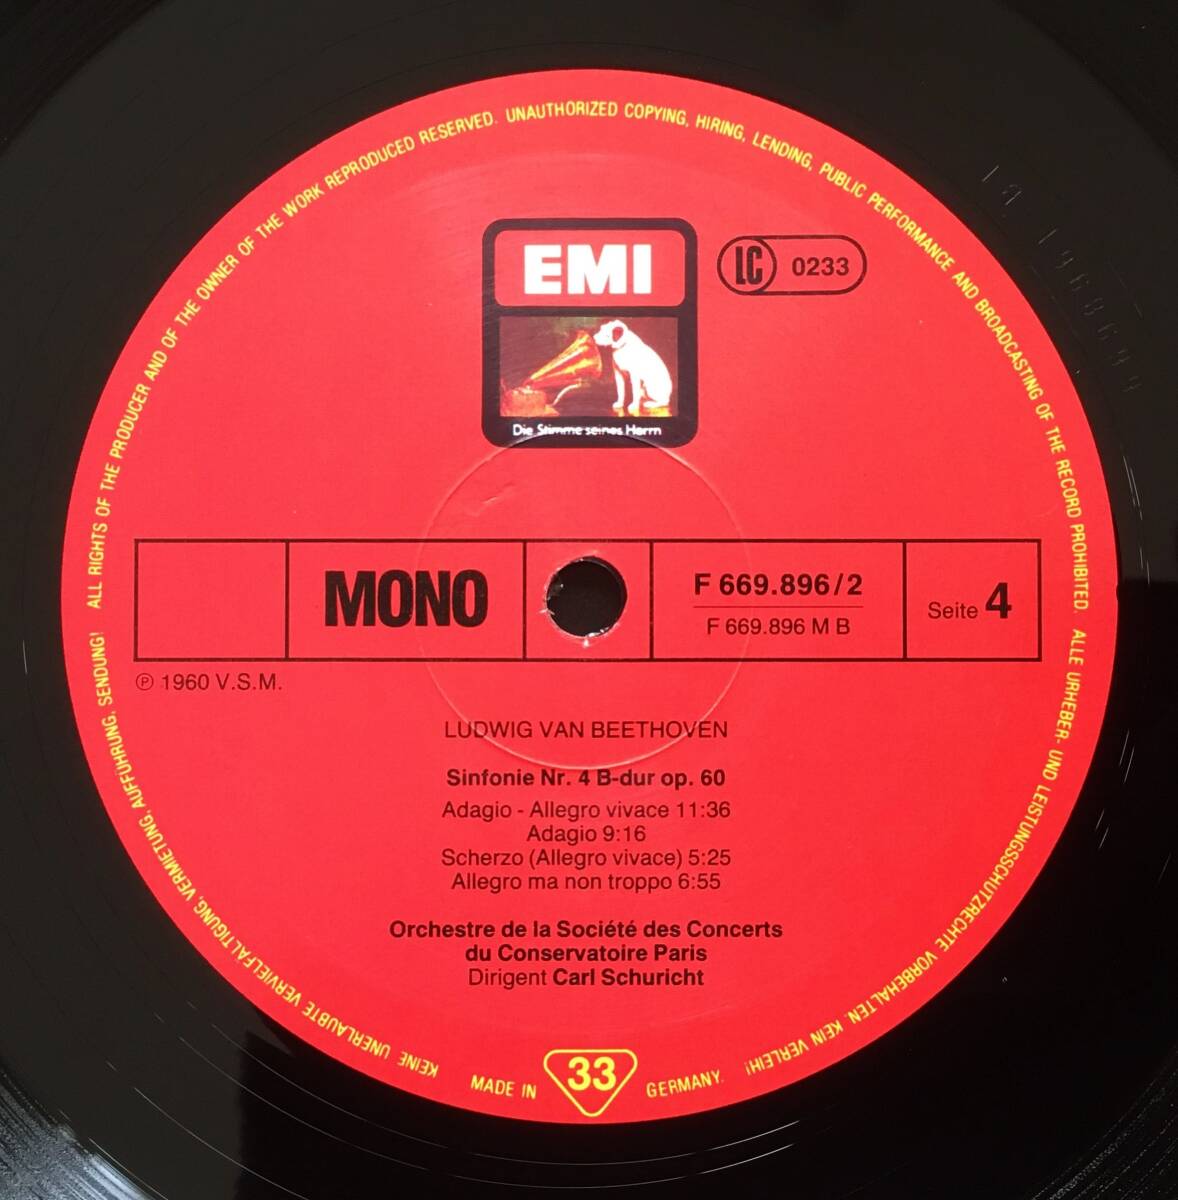 ALL RIGHTS OF THE PRODUCER AND OF THE OWNER OF THE WORK REPRODUCED RESERVED. UNAUTHORIZED COPYING, HIRING, LENDING, PUBLIC PERFORMANCE AND BROADCASTING OF THE RECORD PROHIBITED.
ALLE URHEBER- UND LEISTUNGSSCHUTZRECHTE VORBEHALTEN. KEIN VERLEIH!
KEINE UNERLAUBTE VERVIELFÄLTIGUNG, VERMIETUNG, AUFFÜHRUNG, SENDUNG!
EMI
LC 0233
Die Stimme seines Herrn
MONO
F 669.896/2
F 669.896 M B
Seite 4
℗ 1960 V.S.M.
LUDWIG VAN BEETHOVEN
Sinfonie Nr. 4 B-dur op. 60
Adagio - Allegro vivace 11:36
Adagio 9:16
Scherzo (Allegro vivace) 5:25
Allegro ma non troppo 6:55
Orchestre de la Société des Concerts
du Conservatoire Paris
Dirigent Carl Schuricht
MADE IN 33 GERMANY.